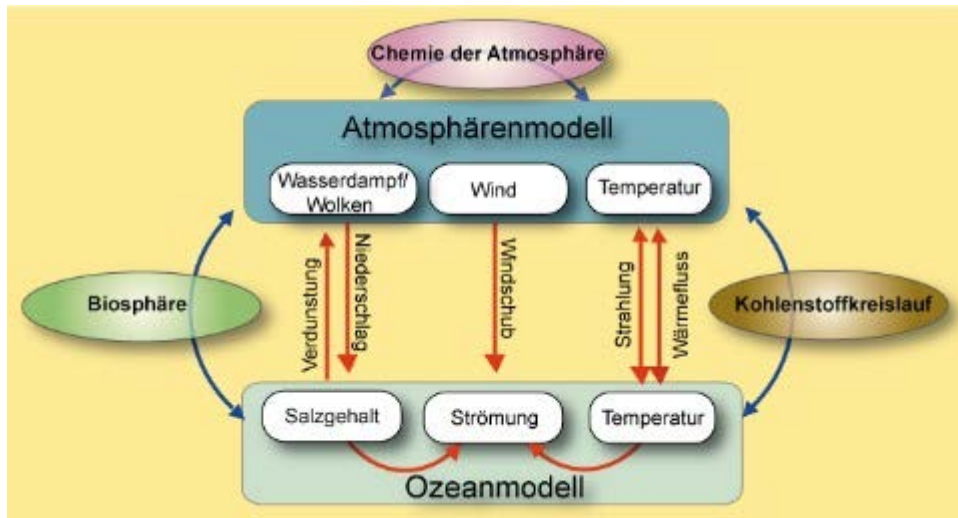 Chemie der Atmosphäre
Atmosphärenmodell
Wasserdampf/
Wolken
Wind
Temperatur
Verdunstung
Niederschlag
Windschub
Strahlung
Wärmefluss
Biosphäre
Kohlenstoffkreislauf
Salzgehalt
Strömung
Temperatur
Ozeanmodell